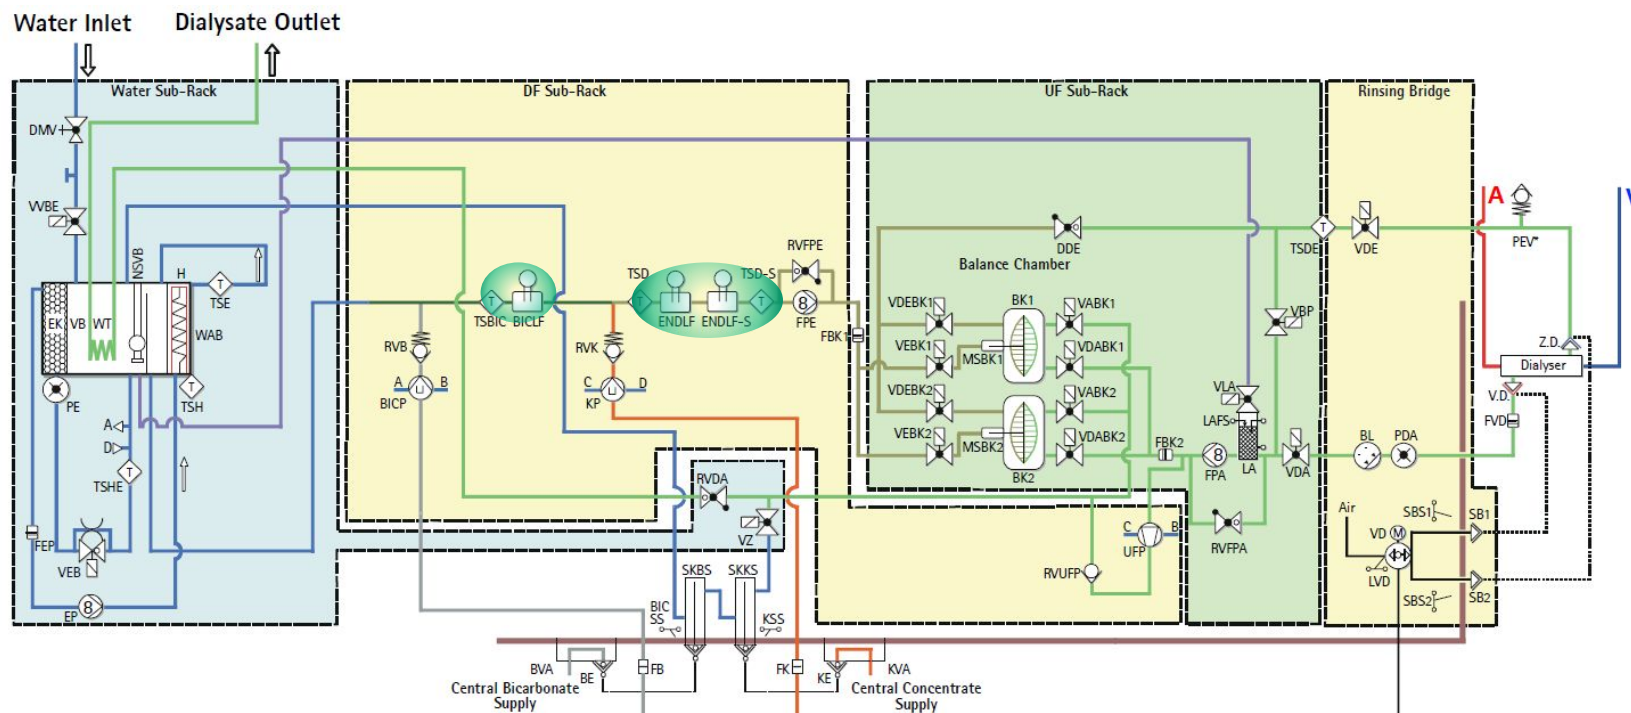 Water Inlet
Dialysate Outlet
Water Sub-Rack
DF Sub-Rack
UF Sub-Rack
Rinsing Bridge
DMV
VVBE
NSVB
H
TSE
EK
VB
WT
WAB
PE
TSH
A
D
TSHE
FEP
VEB
EP
8
T
T
T
TSBIC
BICLF
T
TSD
ENDLF
ENDLF-S
TSD-S
T
T
RVFPE
8
FPE
RVB
A
B
BICP
RVK
C
D
KP
FBK1
DDE
Balance Chamber
VDEBK1
BK1
VABK1
VEBK1
MSBK1
VDABK1
VDEBK2
VABK2
VEBK2
MSBK2
VDABK2
BK2
FBK2
8
FPA
VLA
LAFS
LA
VBP
VDA
TSDE
T
VDE
A
V
PEV*
Z.D.
Dialyser
V.D.
FVD
BL
PDA
RVDA
VZ
C
B
UFP
RVUFP
RVFPA
Air
SBS1
SB1
VD
M
LVD
SBS2
SB2
SKBS
SKKS
BIC
SS
KSS
BVA
BE
FB
FK
KE
KVA
Central Bicarbonate
Supply
Central Concentrate
Supply